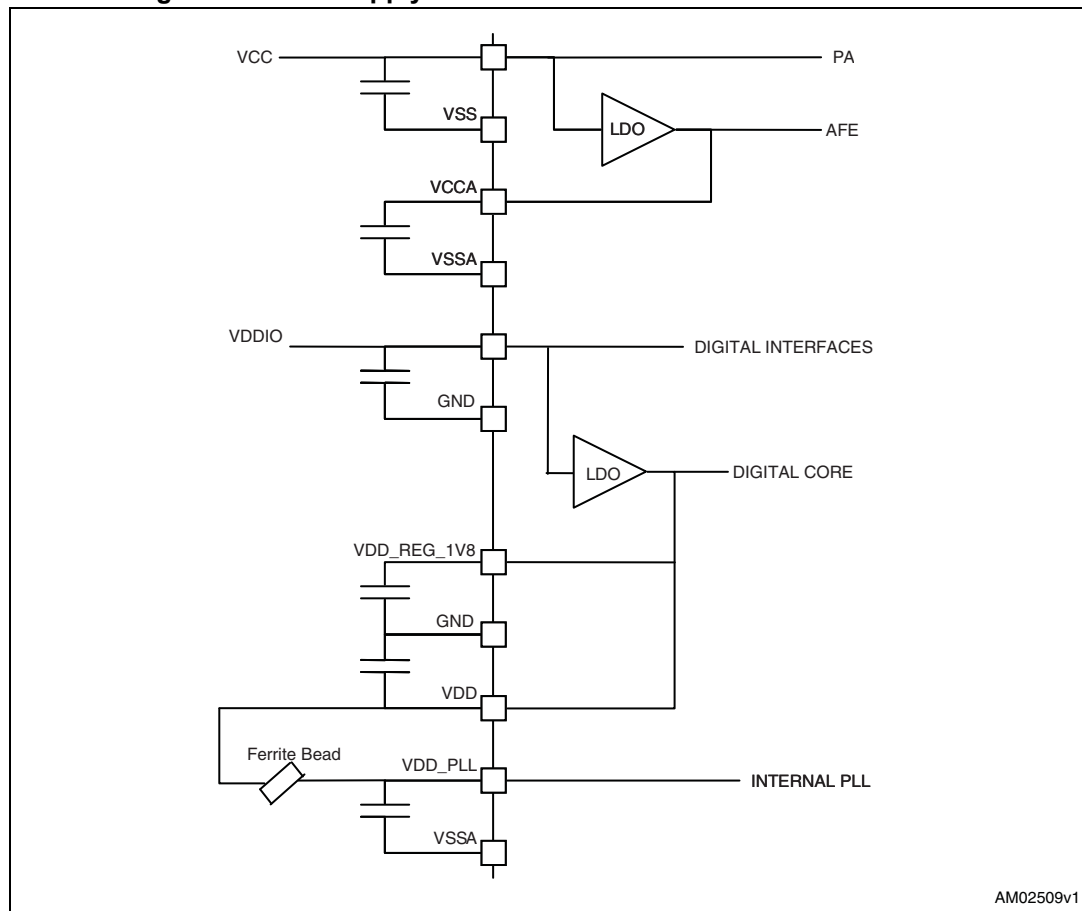 VCC
PA
VSS
LDO
AFE
VCCA
VSSA
VDDIO
DIGITAL INTERFACES
GND
LDO
DIGITAL CORE
VDD_REG_1V8
GND
VDD
Ferrite Bead
VDD_PLL
INTERNAL PLL
VSSA
AM02509v1